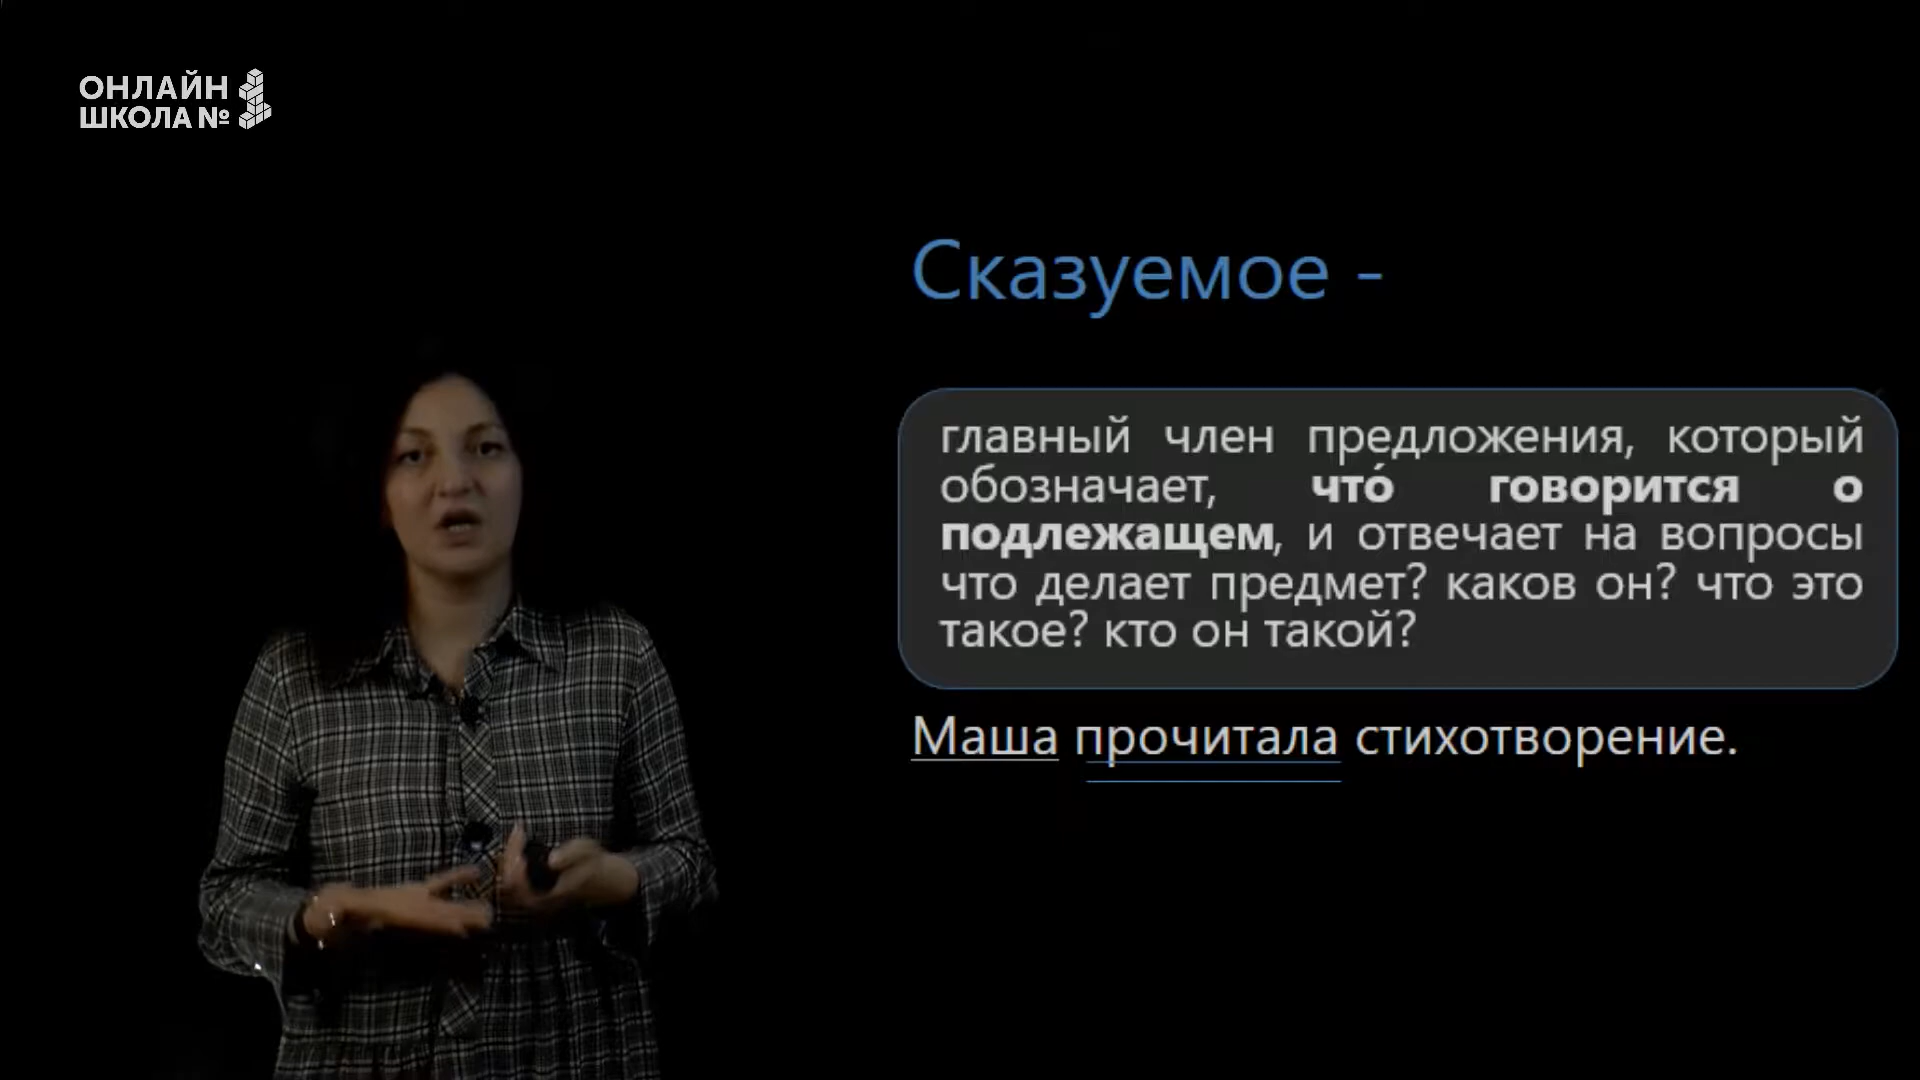 ОНЛАЙН
ШКОЛА №
Сказуемое -
главный член предложения, который
обозначает, что́ говорится о
подлежащем, и отвечает на вопросы
что делает предмет? каков он? что это
такое? кто он такой?
Маша прочитала стихотворение.